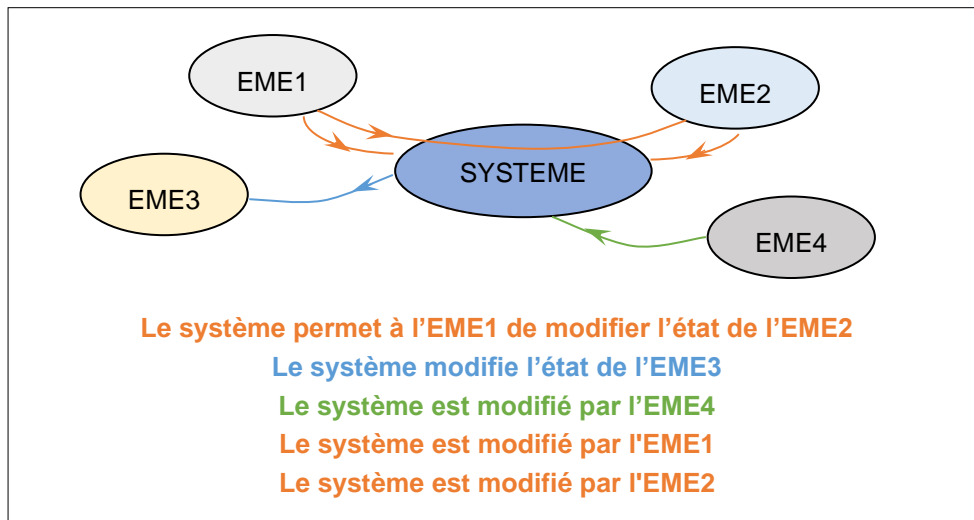 EME1
EME2
SYSTEME
EME3
EME4
Le système permet à l’EME1 de modifier l’état de l’EME2
Le système modifie l’état de l’EME3
Le système est modifié par l’EME4
Le système est modifié par l'EME1
Le système est modifié par l'EME2